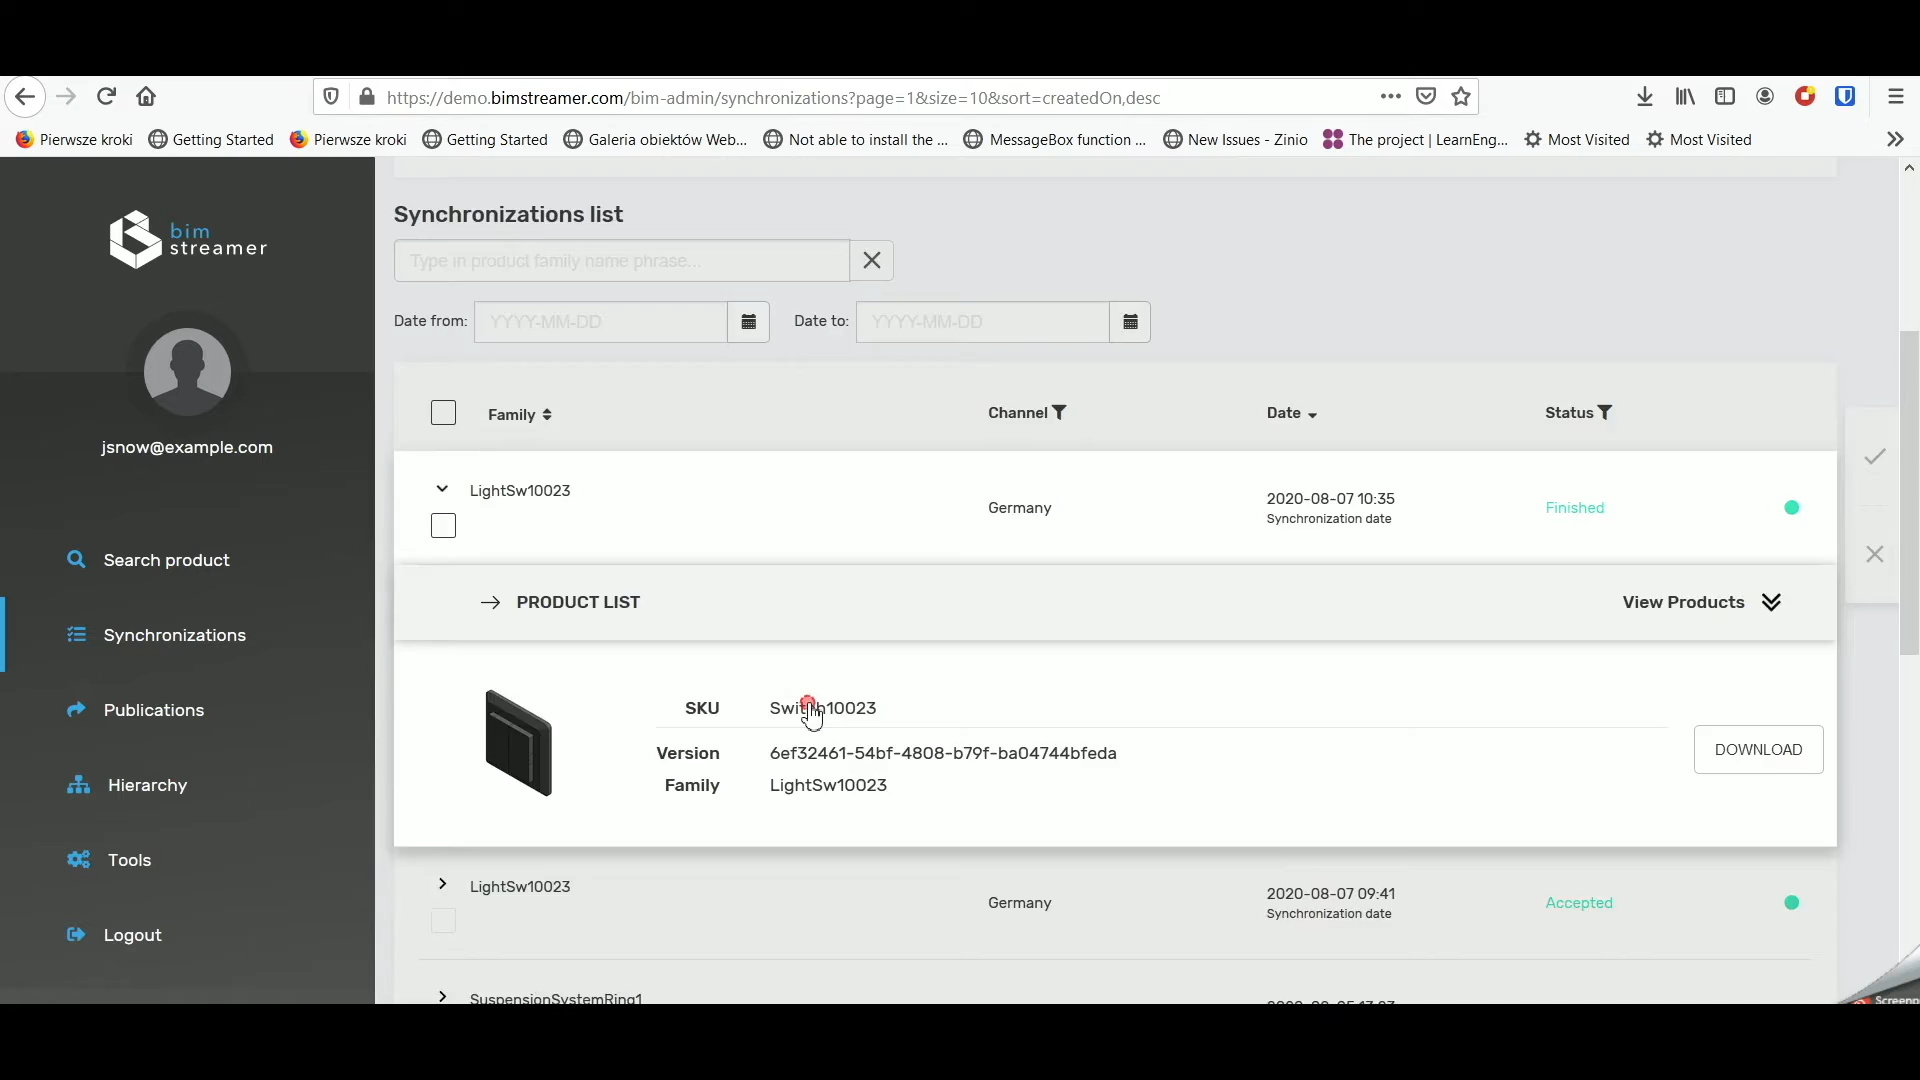 https://demo.bimstreamer.com/bim-admin/synchronizations?page=1&size=10&sort=createdOn,desc
Pierwsze kroki Getting Started Pierwsze kroki Getting Started Galeria obiektów Web... Not able to install the ... MessageBox function ... New Issues - Zinio The project | LearnEng... Most Visited Most Visited
bim
streamer
jsnow@example.com
Search product
Synchronizations
Publications
Hierarchy
Tools
Logout
Synchronizations list
Type in product family name phrase...
Date from: YYYY-MM-DD Date to: YYYY-MM-DD
Family Channel Date Status
LightSw10023 Germany 2020-08-07 10:35 Finished
Synchronization date
PRODUCT LIST View Products
SKU Switch10023
Version 6ef32461-54bf-4808-b79f-ba04744bfeda
DOWNLOAD
Family LightSw10023
LightSw10023 Germany 2020-08-07 09:41 Accepted
Synchronization date
SuspensionSystemRing1